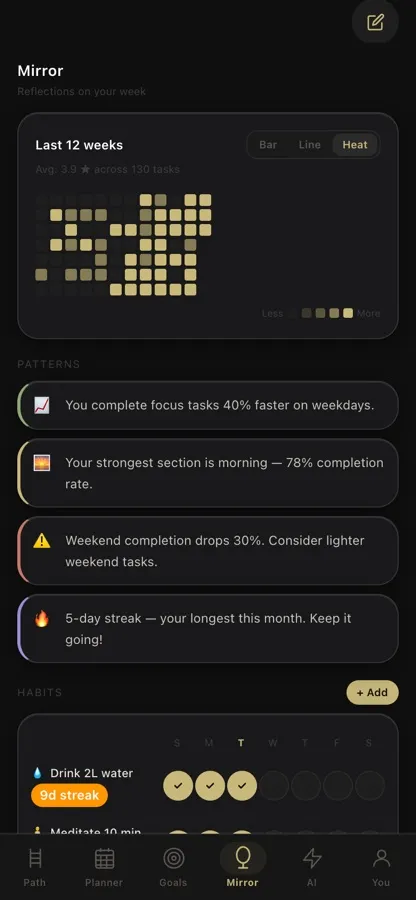 Mirror
Reflections on your week
Last 12 weeks
Bar Line Heat
Avg. 3.9 ★ across 130 tasks
Less More
PATTERNS
📈 You complete focus tasks 40% faster on weekdays.
🌅 Your strongest section is morning — 78% completion
rate.
⚠️ Weekend completion drops 30%. Consider lighter
weekend tasks.
🔥 5-day streak — your longest this month. Keep it
going!
HABITS
+ Add
S M T W T F S
💧 Drink 2L water
9d streak
🧘 Meditate 10 min
Path Planner Goals Mirror AI You